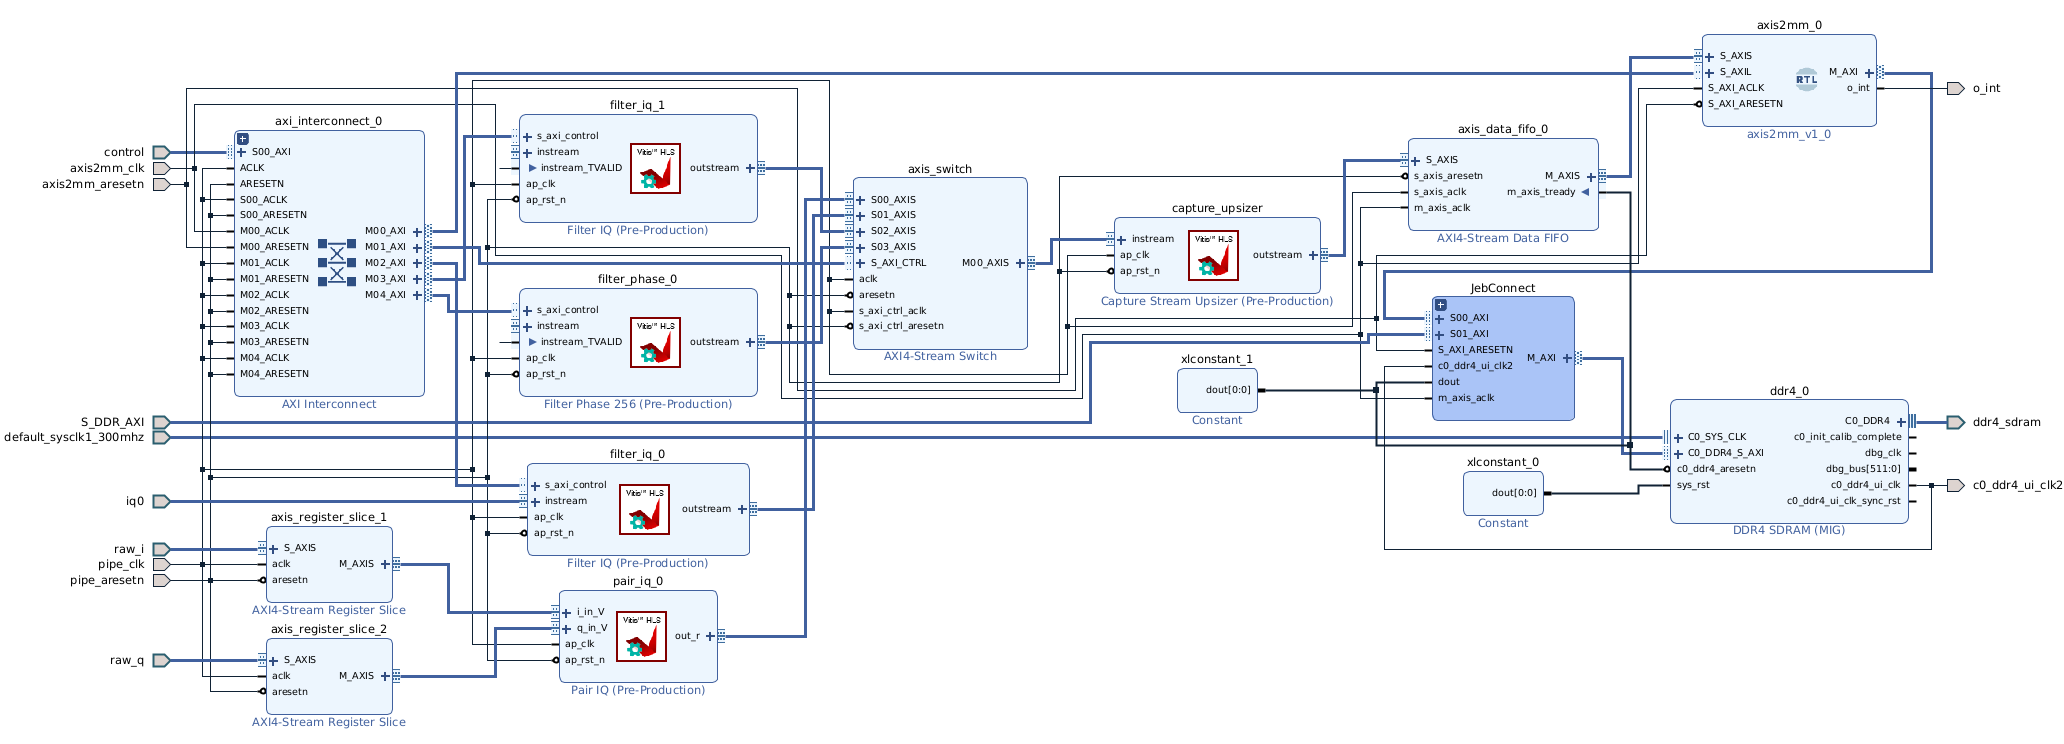 control
axis2mm_clk
axis2mm_aresetn
S_DDR_AXI
default_sysclk1_300mhz
iq0
raw_i
pipe_clk
pipe_aresetn
raw_q
axi_interconnect_0
S00_AXI
ACLK
ARESETN
S00_ACLK
S00_ARESETN
M00_ACLK
M00_ARESETN
M01_ACLK
M01_ARESETN
M02_ACLK
M02_ARESETN
M03_ACLK
M03_ARESETN
M04_ACLK
M04_ARESETN
M00_AXI
M01_AXI
M02_AXI
M03_AXI
M04_AXI
AXI Interconnect
axis_register_slice_1
S_AXIS
aclk
aresetn
M_AXIS
AXI4-Stream Register Slice
axis_register_slice_2
S_AXIS
aclk
aresetn
M_AXIS
AXI4-Stream Register Slice
filter_iq_1
s_axi_control
instream
instream_TVALID
ap_clk
ap_rst_n
Vitis™ HLS
outstream
Filter IQ (Pre-Production)
filter_phase_0
s_axi_control
instream
instream_TVALID
ap_clk
ap_rst_n
Vitis™ HLS
outstream
Filter Phase 256 (Pre-Production)
filter_iq_0
s_axi_control
instream
ap_clk
ap_rst_n
Vitis™ HLS
outstream
Filter IQ (Pre-Production)
pair_iq_0
i_in_V
q_in_V
ap_clk
ap_rst_n
Vitis™ HLS
out_r
Pair IQ (Pre-Production)
axis_switch
S00_AXIS
S01_AXIS
S02_AXIS
S03_AXIS
S_AXI_CTRL
aclk
aresetn
s_axi_ctrl_aclk
s_axi_ctrl_aresetn
M00_AXIS
AXI4-Stream Switch
capture_upsizer
instream
ap_clk
ap_rst_n
Vitis™ HLS
outstream
Capture Stream Upsizer (Pre-Production)
xlconstant_1
dout[0:0]
Constant
axis_data_fifo_0
S_AXIS
s_axis_aresetn
s_axis_aclk
m_axis_aclk
M_AXIS
m_axis_tready
AXI4-Stream Data FIFO
JebConnect
S00_AXI
S01_AXI
S_AXI_ARESETN
c0_ddr4_ui_clk2
dout
m_axis_aclk
M_AXI
xlconstant_0
dout[0:0]
Constant
axis2mm_0
S_AXIS
S_AXIL
S_AXI_ACLK
S_AXI_ARESETN
RTL
M_AXI
o_int
axis2mm_v1_0
ddr4_0
C0_SYS_CLK
C0_DDR4_S_AXI
c0_ddr4_aresetn
sys_rst
C0_DDR4
c0_init_calib_complete
dbg_clk
dbg_bus[511:0]
c0_ddr4_ui_clk
c0_ddr4_ui_clk_sync_rst
DDR4 SDRAM (MIG)
o_int
ddr4_sdram
c0_ddr4_ui_clk2